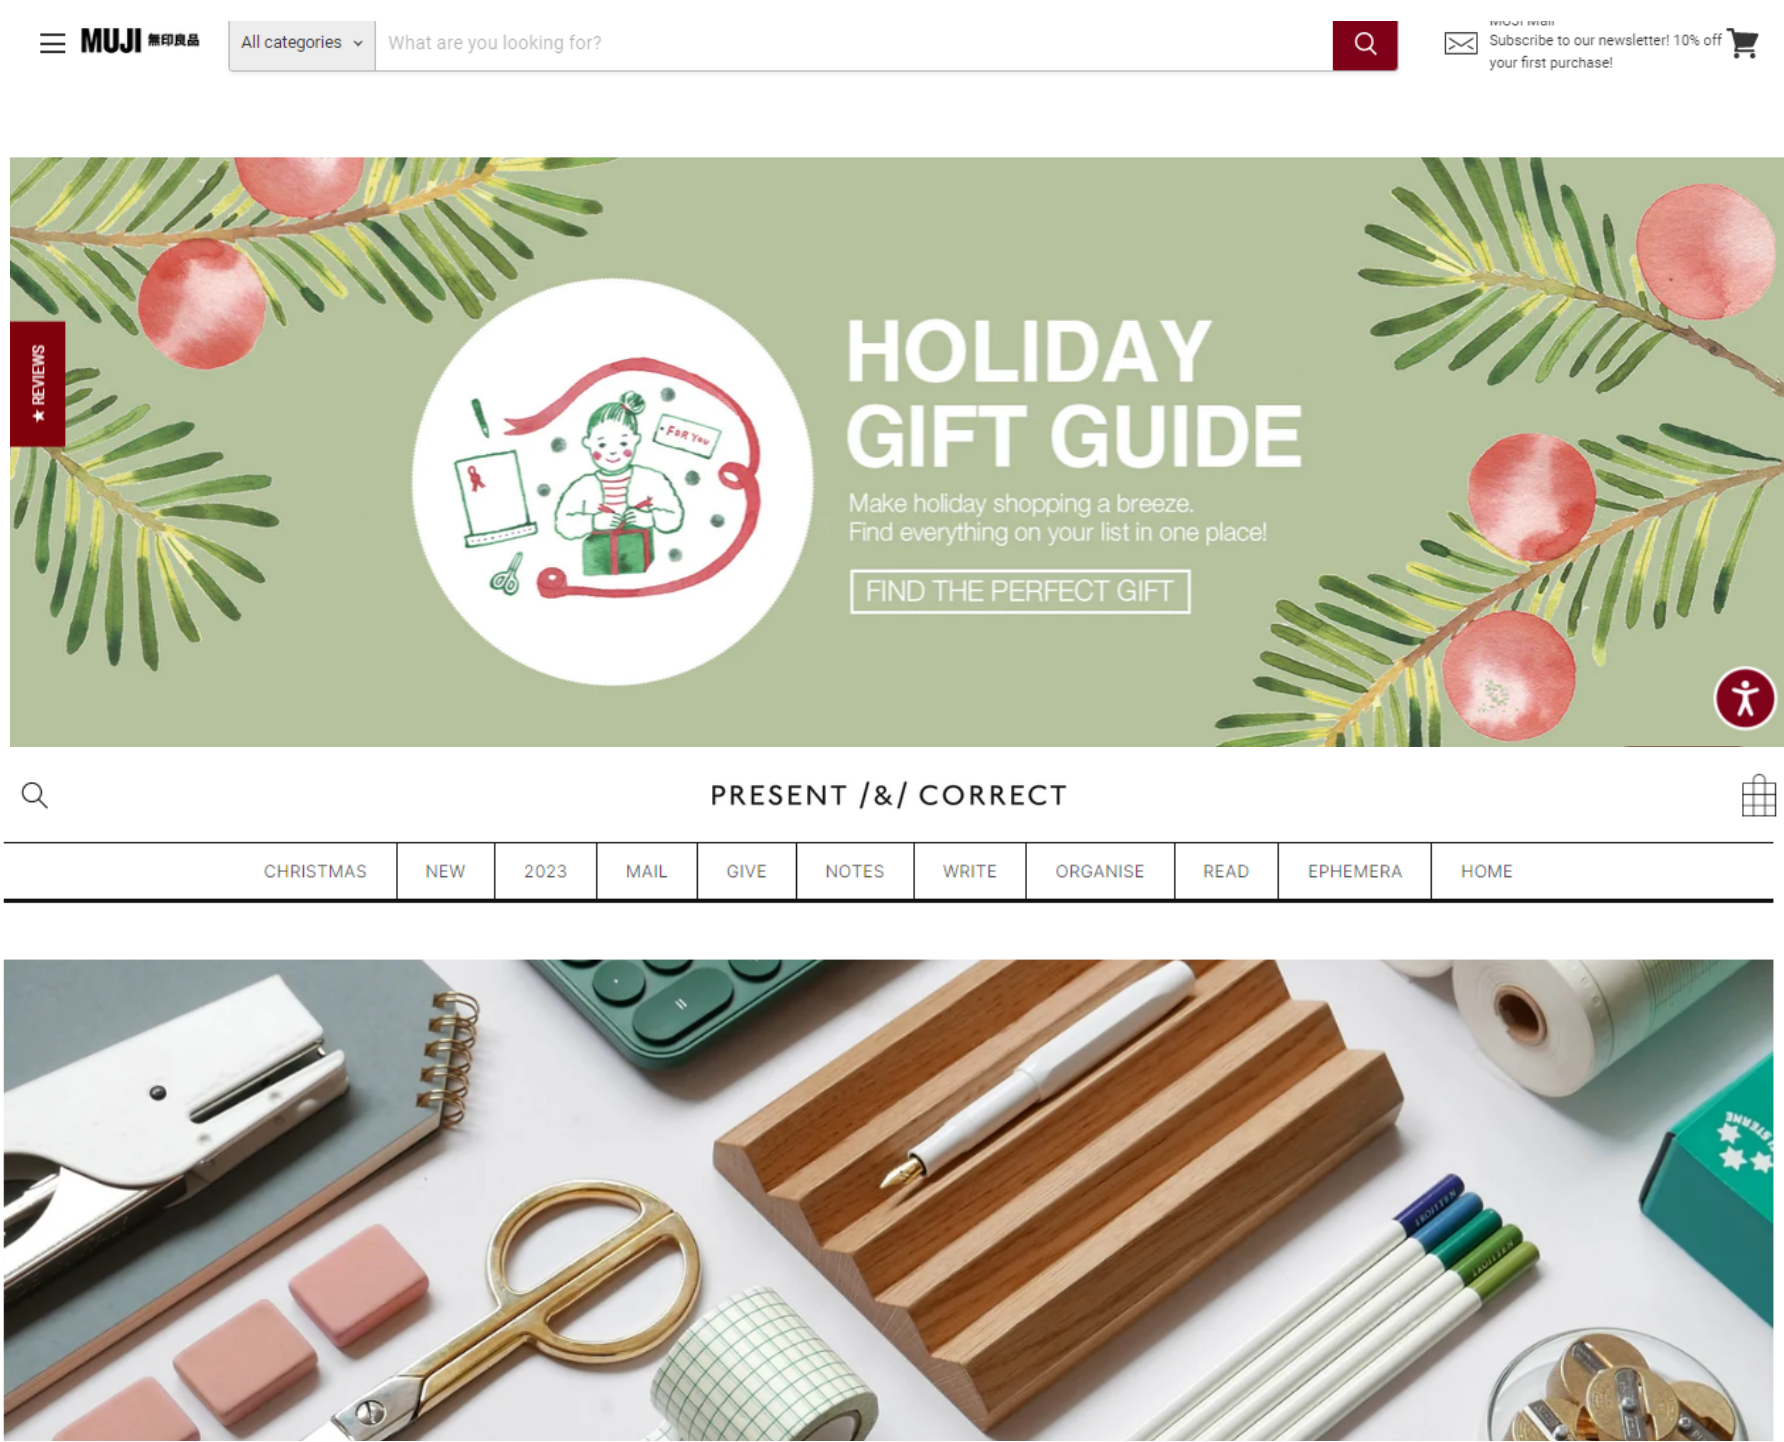 MUJI 無印良品
All categories
What are you looking for?
MUJI Mail
Subscribe to our newsletter! 10% off
your first purchase!
★ REVIEWS
FOR YOU
HOLIDAY
GIFT GUIDE
Make holiday shopping a breeze.
Find everything on your list in one place!
FIND THE PERFECT GIFT
PRESENT /&/ CORRECT
CHRISTMAS
NEW
2023
MAIL
GIVE
NOTES
WRITE
ORGANISE
READ
EPHEMERA
HOME